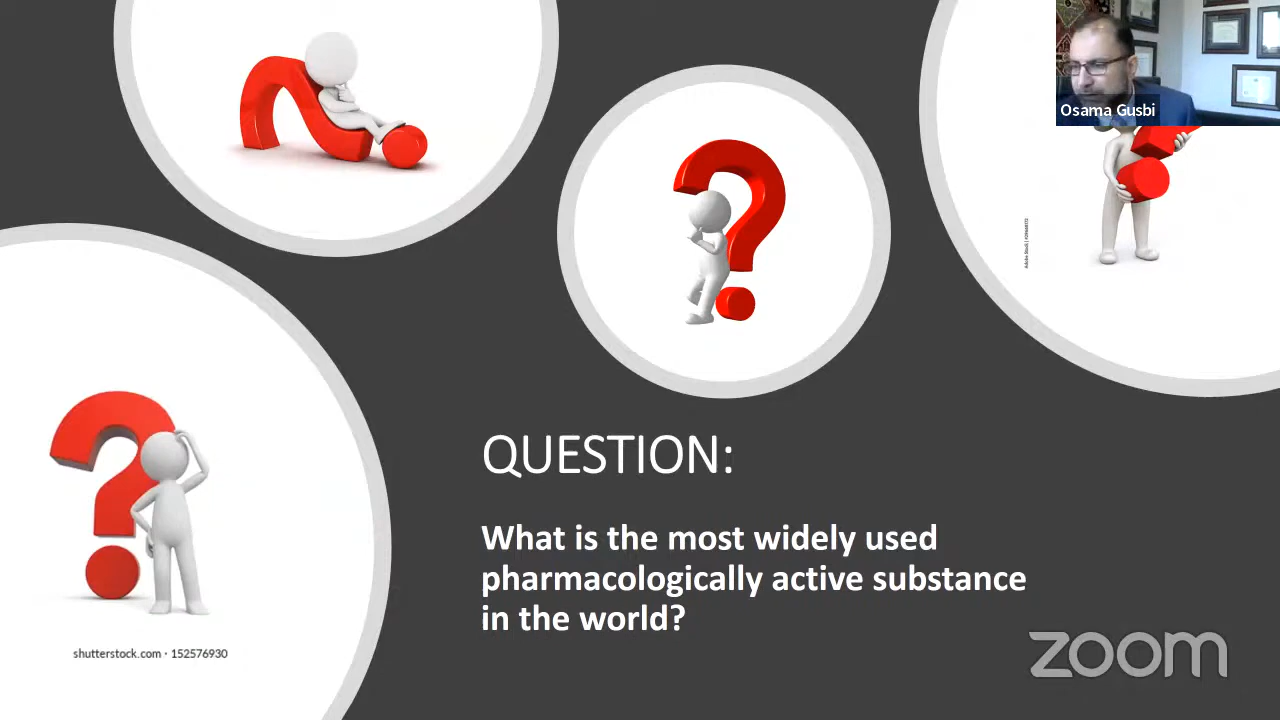 Osama Gusbi
QUESTION:
What is the most widely used
pharmacologically active substance
in the world?
shutterstock.com · 152576930
zoom